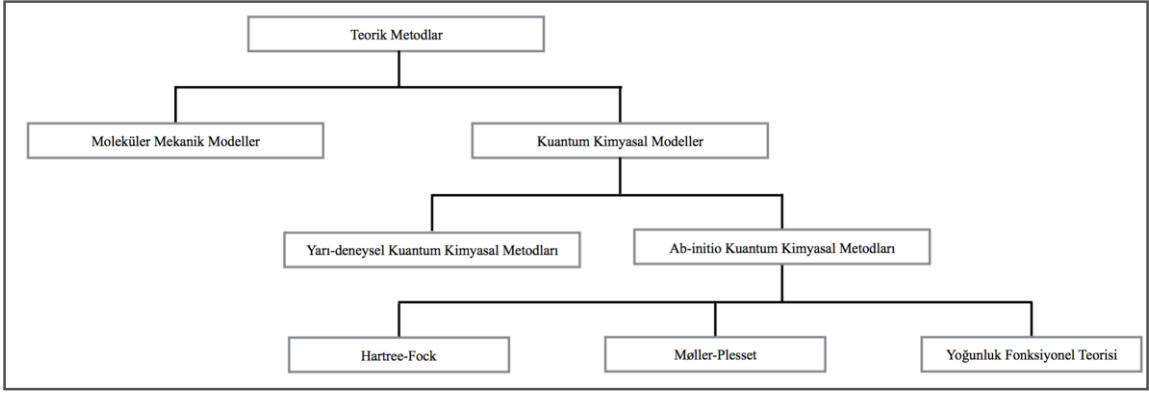 Teorik Metodlar
Moleküler Mekanik Modeller
Kuantum Kimyasal Modeller
Yarı-deneysel Kuantum Kimyasal Metodları
Ab-initio Kuantum Kimyasal Metodları
Hartree-Fock
Møller-Plesset
Yoğunluk Fonksiyonel Teorisi